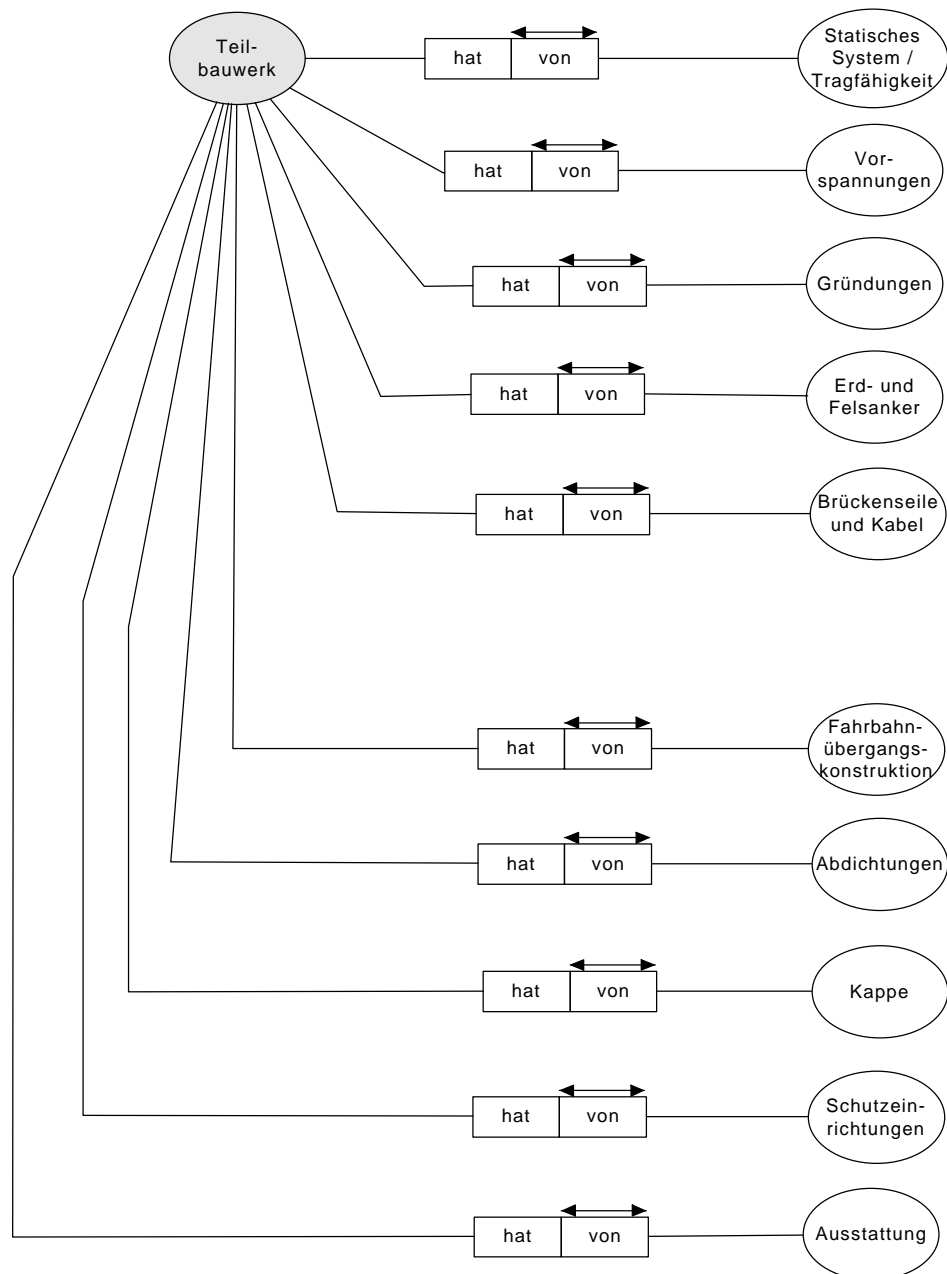 Teil-
bauwerk
hat
von
Statisches
System /
Tragfähigkeit
hat
von
Vor-
spannungen
hat
von
Gründungen
hat
von
Erd- und
Felsanker
hat
von
Brückenseile
und Kabel
hat
von
Fahrbahn-
übergangs-
konstruktion
hat
von
Abdichtungen
hat
von
Kappe
hat
von
Schutzein-
richtungen
hat
von
Ausstattung